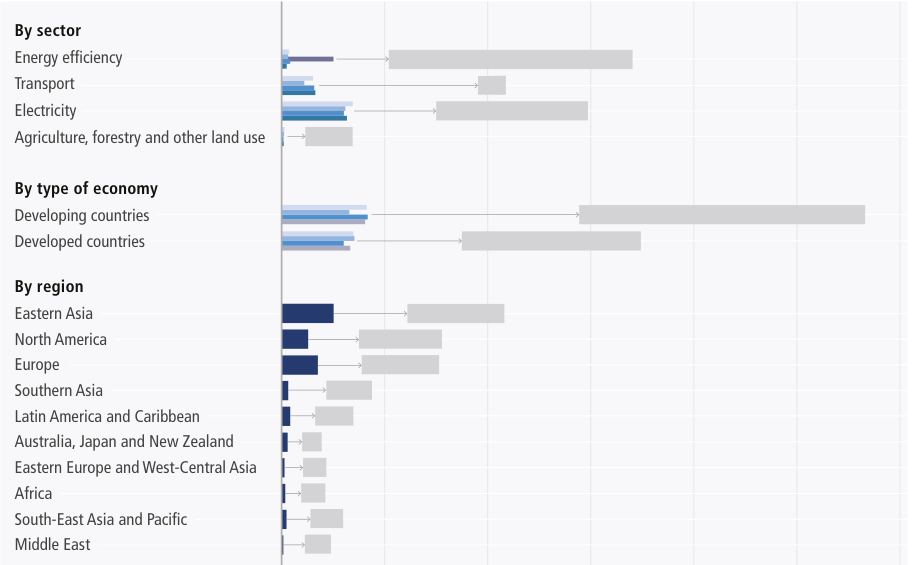 By sector
Energy efficiency
Transport
Electricity
Agriculture, forestry and other land use
By type of economy
Developing countries
Developed countries
By region
Eastern Asia
North America
Europe
Southern Asia
Latin America and Caribbean
Australia, Japan and New Zealand
Eastern Europe and West-Central Asia
Africa
South-East Asia and Pacific
Middle East